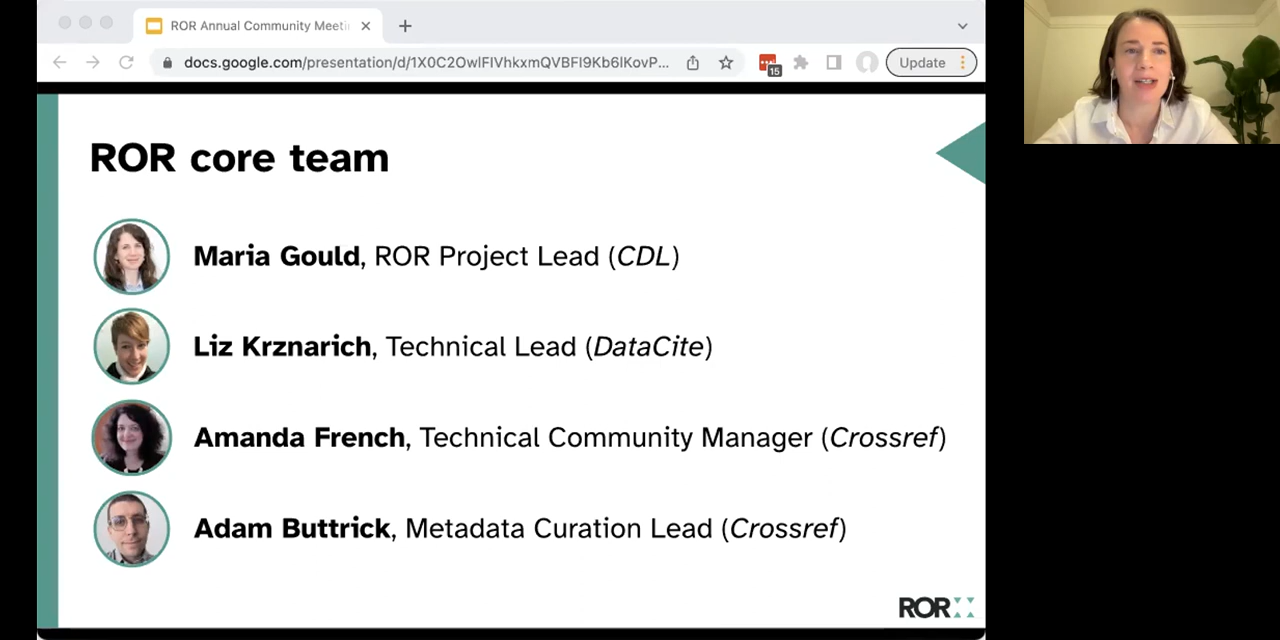 ROR Annual Community Meeti
docs.google.com/presentation/d/1X0C2OwlFIVhkxmQVBFI9Kb6lKovP...
15
Update
ROR core team
Maria Gould, ROR Project Lead (CDL)
Liz Krznarich, Technical Lead (DataCite)
Amanda French, Technical Community Manager (Crossref)
Adam Buttrick, Metadata Curation Lead (Crossref)
ROR